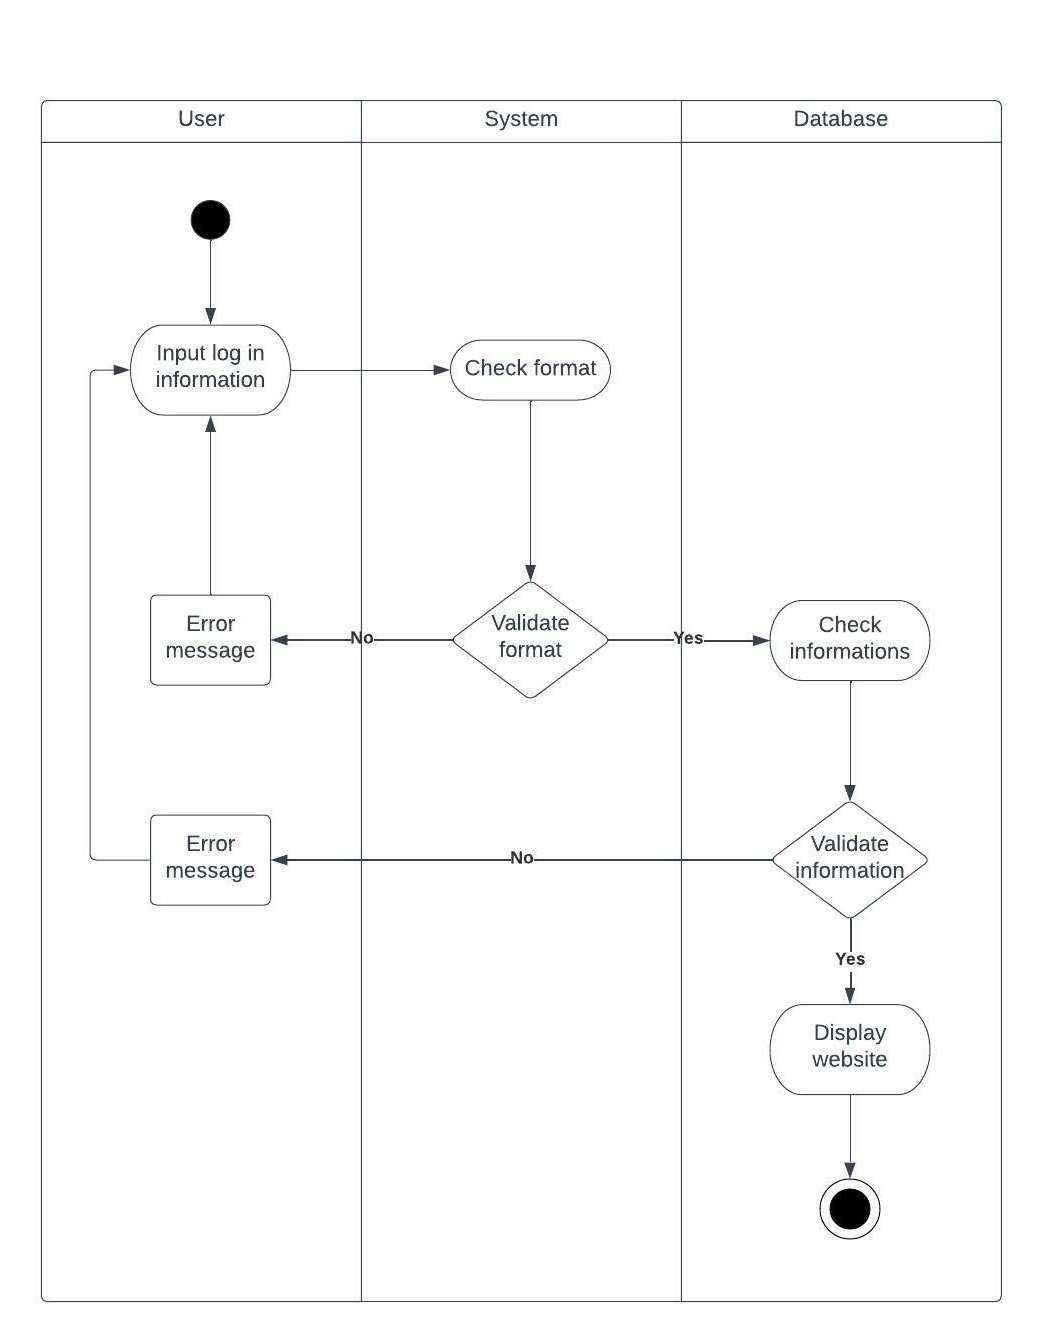 User
System
Database
Input log in
information
Check format
Error
message
No
Validate
format
Yes
Check
informations
Error
message
No
Validate
information
Yes
Display
website